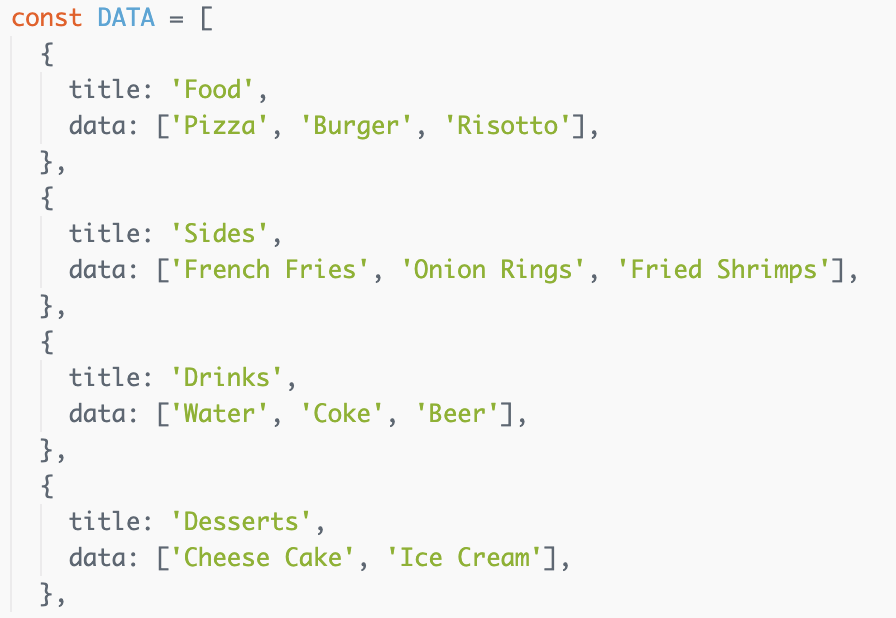 const DATA = [
  {
    title: 'Food',
    data: ['Pizza', 'Burger', 'Risotto'],
  },
  {
    title: 'Sides',
    data: ['French Fries', 'Onion Rings', 'Fried Shrimps'],
  },
  {
    title: 'Drinks',
    data: ['Water', 'Coke', 'Beer'],
  },
  {
    title: 'Desserts',
    data: ['Cheese Cake', 'Ice Cream'],
  },